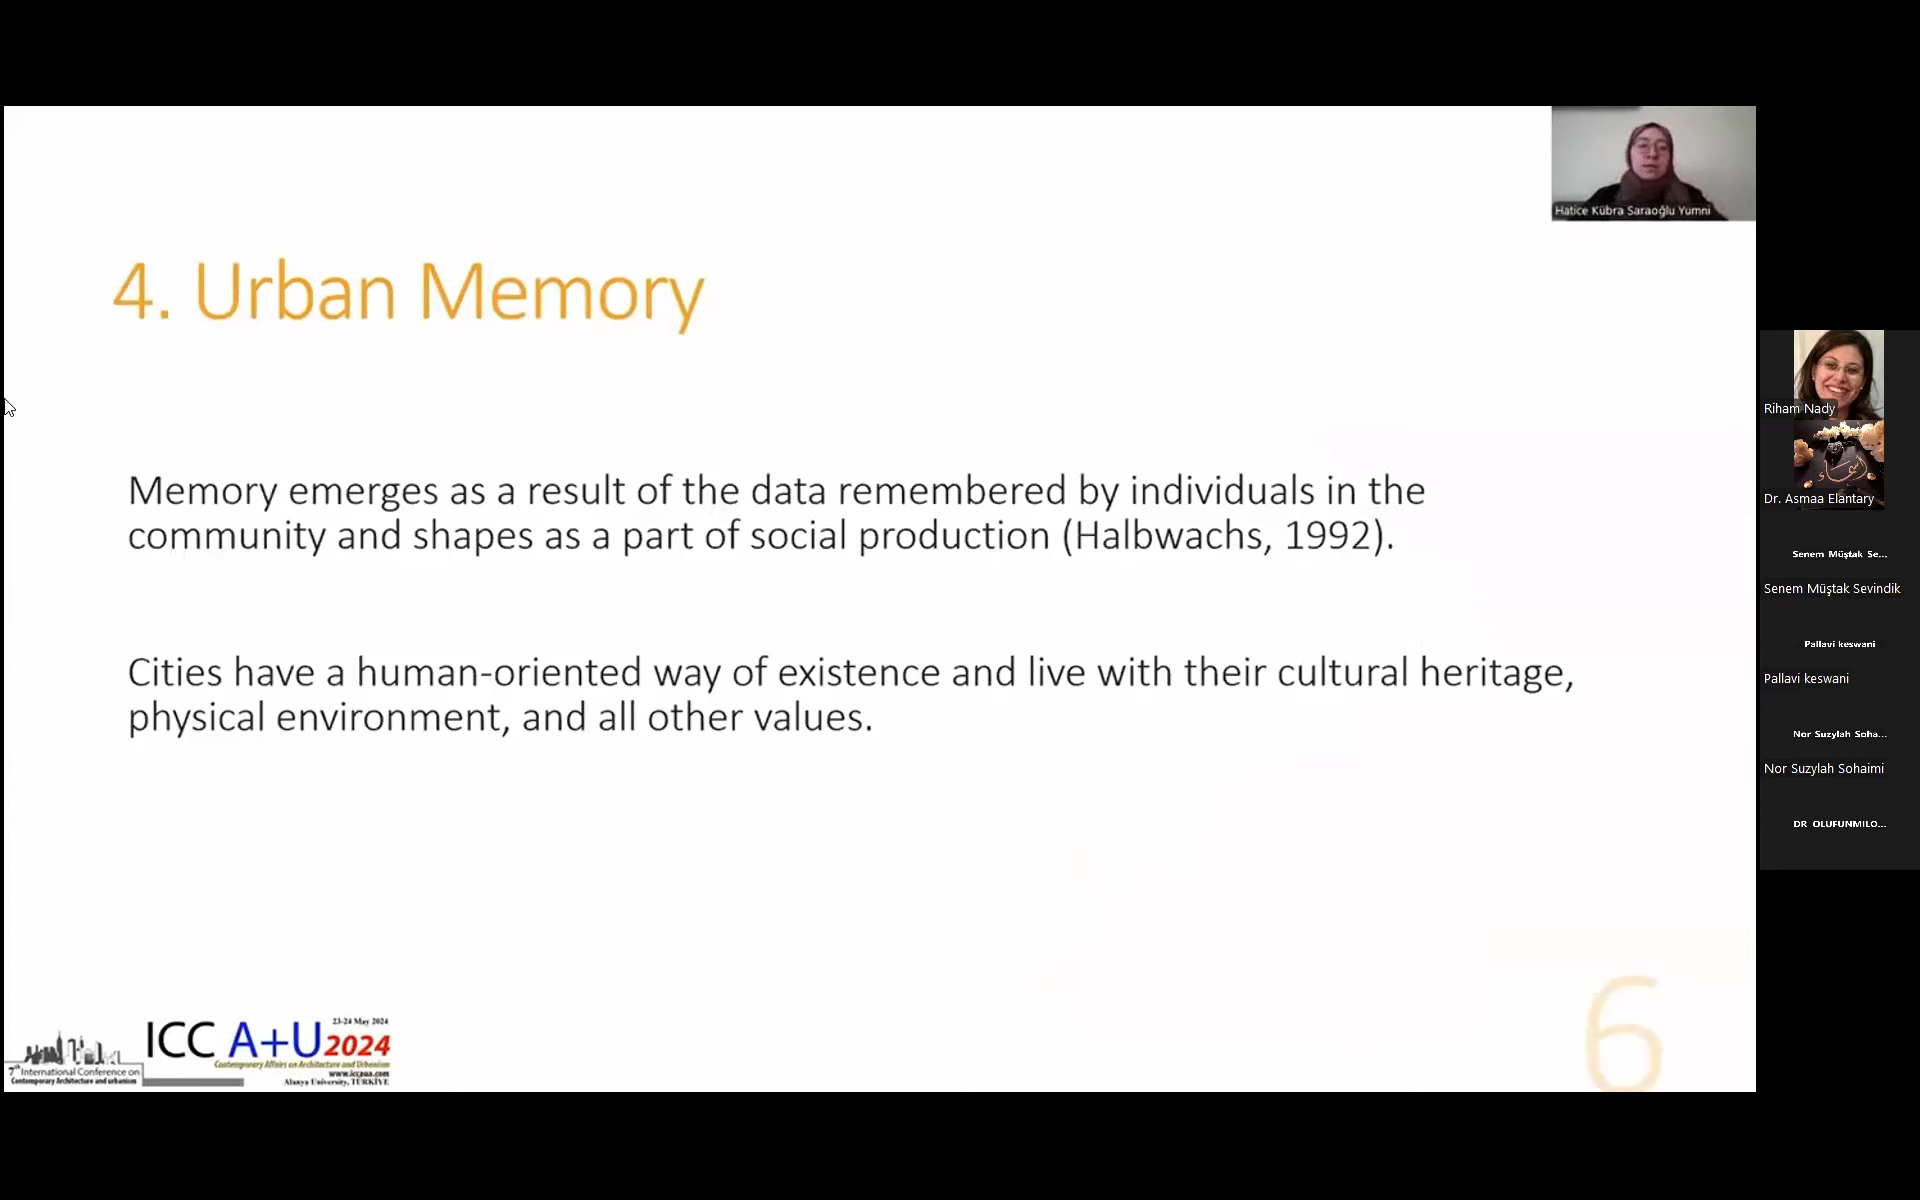 Hatice Kübra Saraoğlu Yumni
4. Urban Memory
Memory emerges as a result of the data remembered by individuals in the
community and shapes as a part of social production (Halbwachs, 1992).
Cities have a human-oriented way of existence and live with their cultural heritage,
physical environment, and all other values.
6
23-24 May 2024
ICC A+U 2024
Contemporary Affairs on Architecture and Urbanism
www.iccaua.com
Alanya University, TÜRKİYE
7th International Conference on
Contemporary Architecture and urbanism
Riham Nady
أسماء
Dr. Asmaa Elantary
Senem Müştak Se...
Senem Müştak Sevindik
Pallavi keswani
Pallavi keswani
Nor Suzylah Soha...
Nor Suzylah Sohaimi
DR OLUFUNMILO...